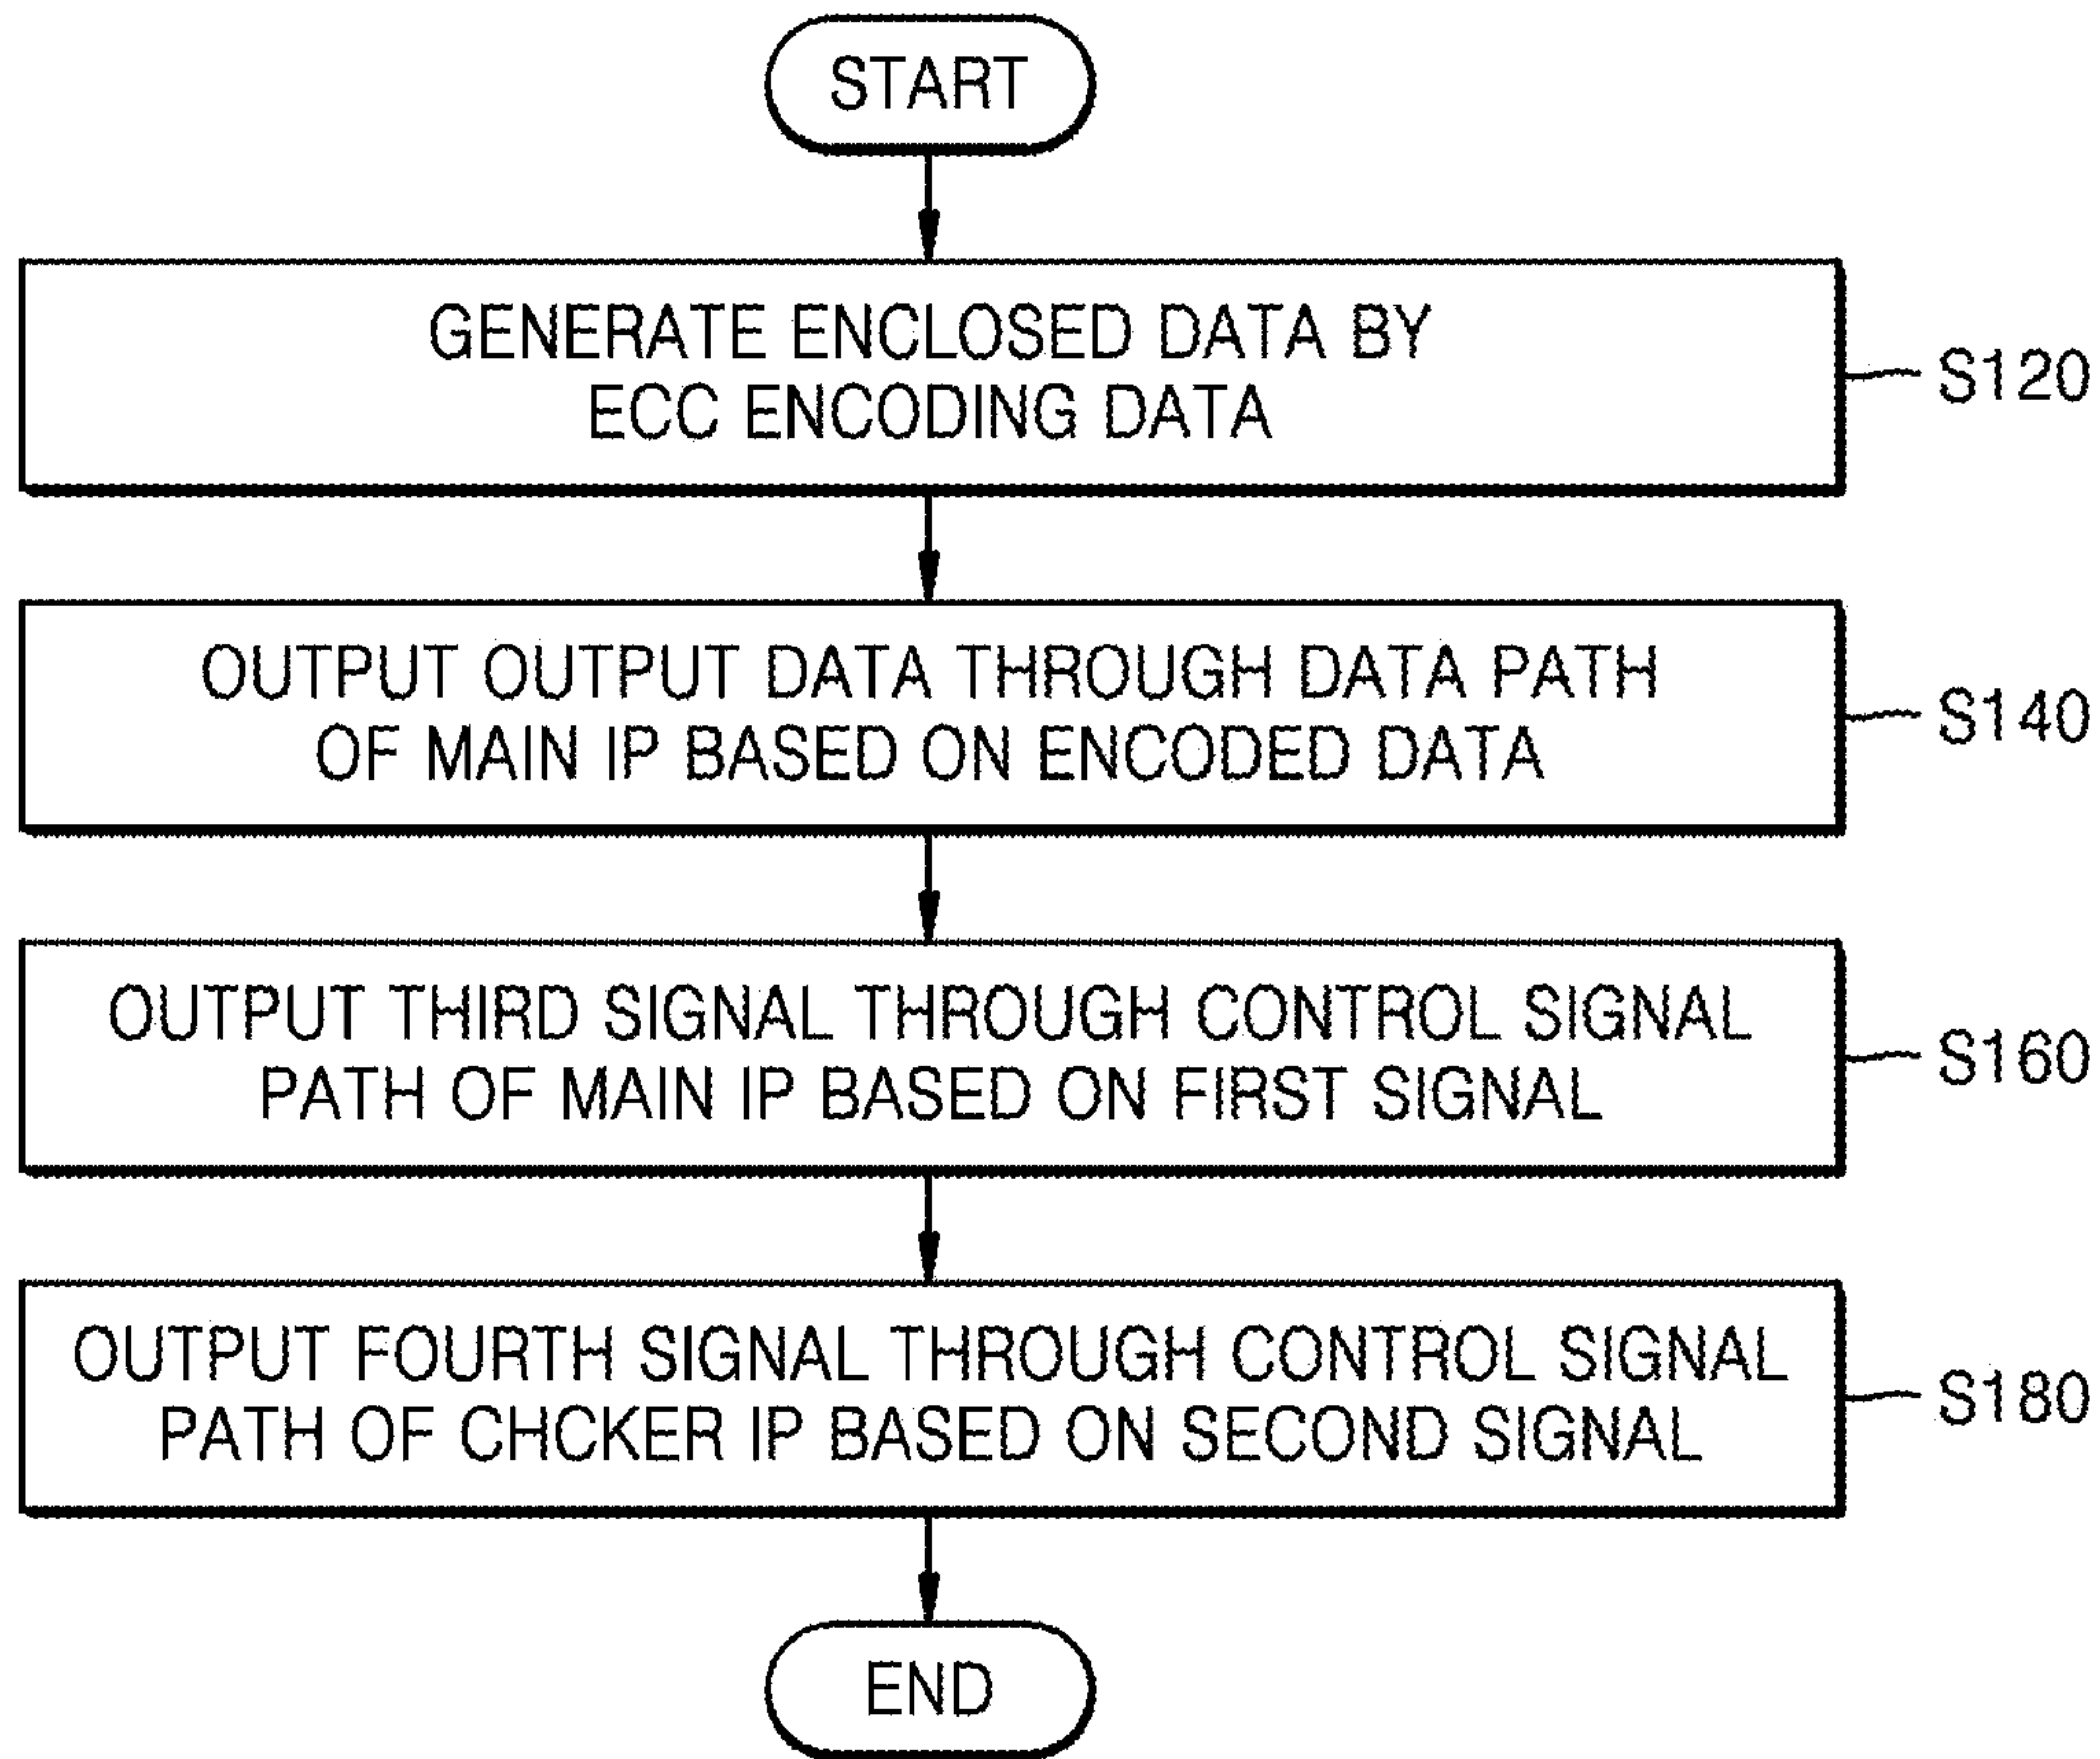 START
GENERATE ENCLOSED DATA BY
ECC ENCODING DATA
S120
OUTPUT OUTPUT DATA THROUGH DATA PATH
OF MAIN IP BASED ON ENCODED DATA
S140
OUTPUT THIRD SIGNAL THROUGH CONTROL SIGNAL
PATH OF MAIN IP BASED ON FIRST SIGNAL
S160
OUTPUT FOURTH SIGNAL THROUGH CONTROL SIGNAL
PATH OF CHCKER IP BASED ON SECOND SIGNAL
S180
END